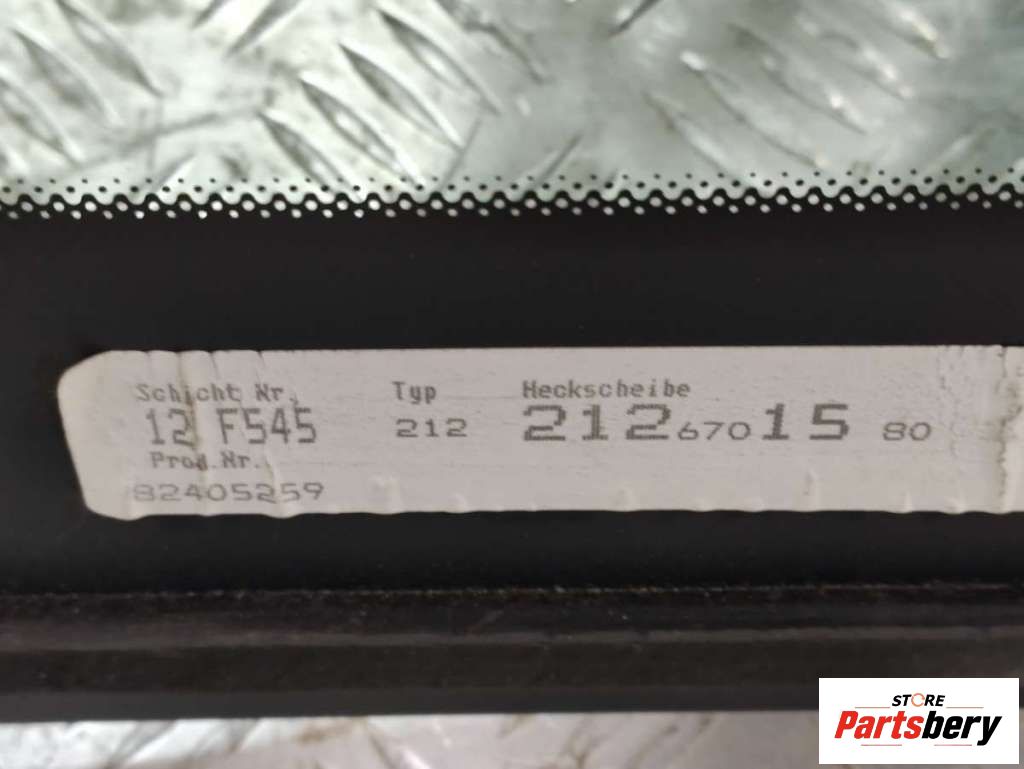 Schicht Nr. Typ Heckscheibe
12 F545 212 212 670 15 80
Prod.Nr.
82405259
STORE
Partsbery